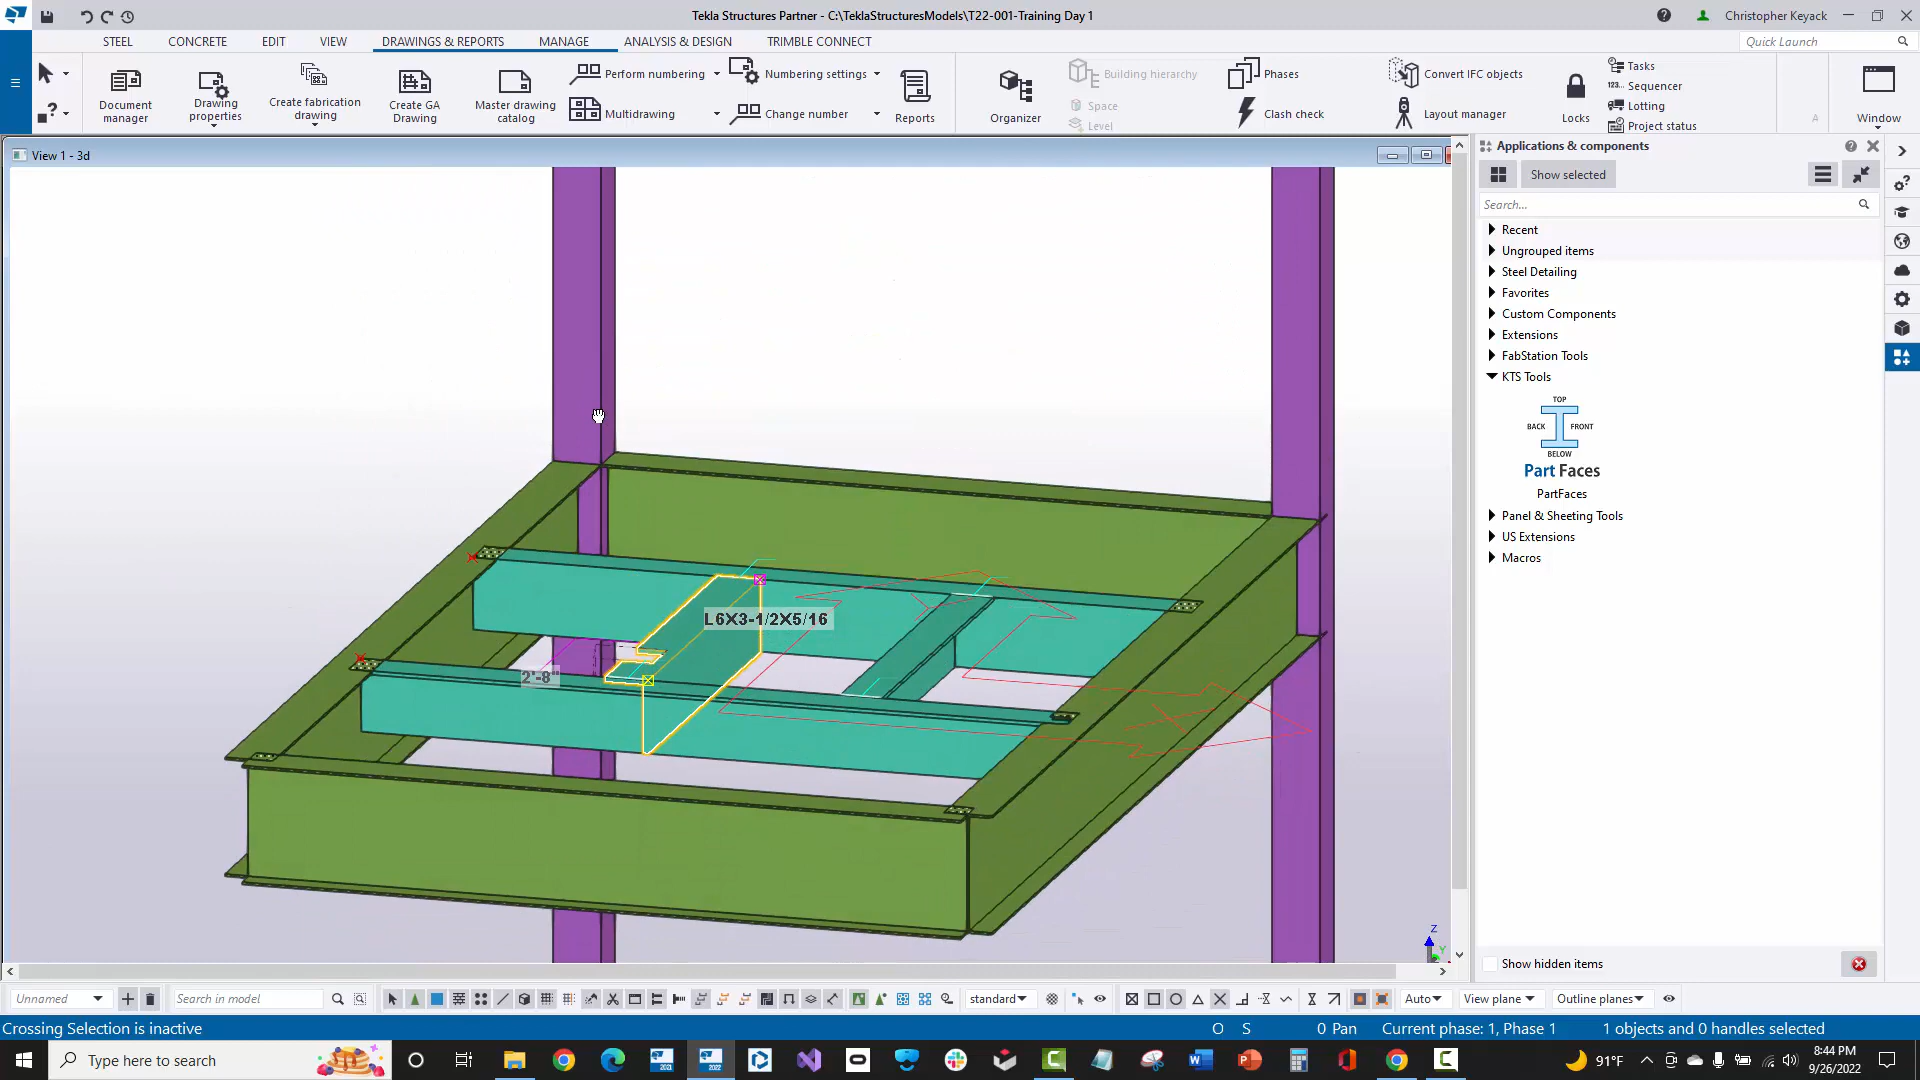 Tekla Structures Partner - C:\TeklaStructuresModels\T22-001-Training Day 1
Christopher Keyack
STEEL
CONCRETE
EDIT
VIEW
DRAWINGS & REPORTS
MANAGE
ANALYSIS & DESIGN
TRIMBLE CONNECT
Quick Launch
Document manager
Drawing properties
Create fabrication drawing
Create GA Drawing
Master drawing catalog
Perform numbering
Multidrawing
Numbering settings
Change number
Reports
Organizer
Building hierarchy
Space
Level
Phases
Clash check
Convert IFC objects
Layout manager
Locks
Tasks
Sequencer
Lotting
Project status
A
Window
View 1 - 3d
L6X3-1/2X5/16
2'-8"
Z
Y
Applications & components
Show selected
Search...
Recent
Ungrouped items
Steel Detailing
Favorites
Custom Components
Extensions
FabStation Tools
KTS Tools
TOP
BACK
FRONT
BELOW
Part Faces
PartFaces
Panel & Sheeting Tools
US Extensions
Macros
Show hidden items
Unnamed
Search in model
standard
Auto
View plane
Outline planes
Crossing Selection is inactive
O
S
0 Pan
Current phase: 1, Phase 1
1 objects and 0 handles selected
Type here to search
2021
2022
91°F
8:44 PM
9/26/2022